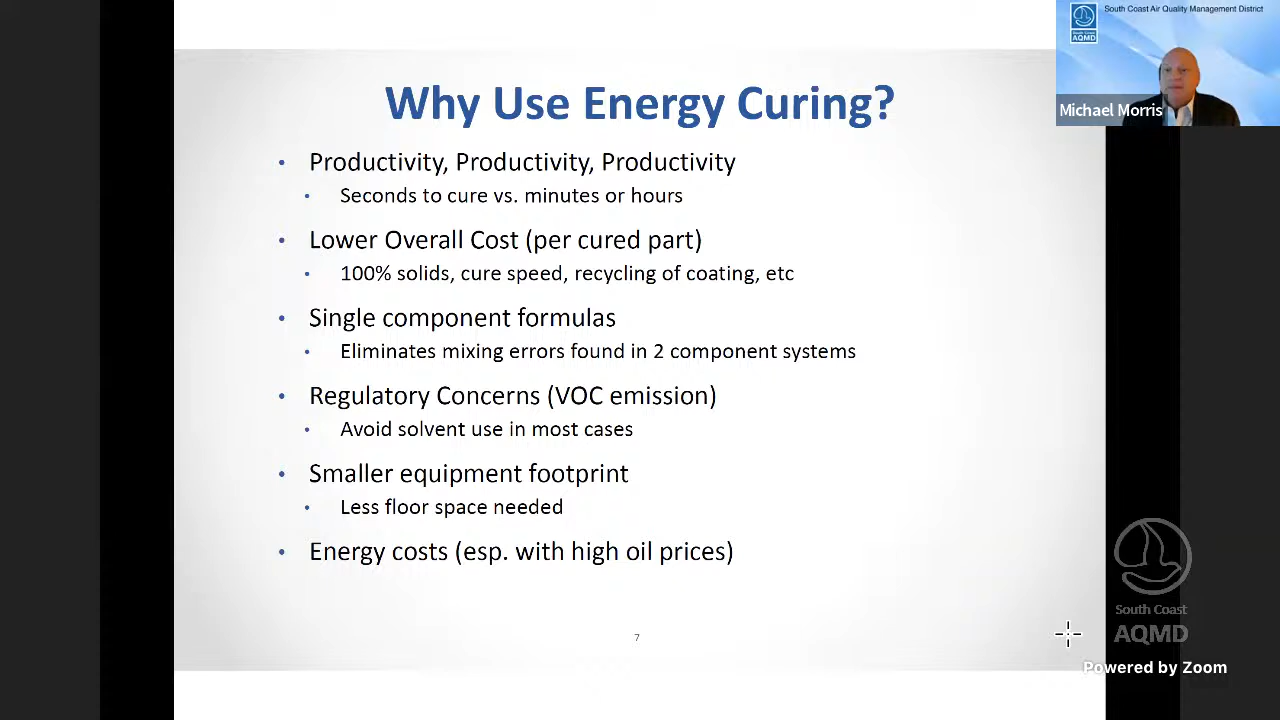 South Coast Air Quality Management District
South Coast
AQMD
Michael Morris
Why Use Energy Curing?
• Productivity, Productivity, Productivity
• Seconds to cure vs. minutes or hours
• Lower Overall Cost (per cured part)
• 100% solids, cure speed, recycling of coating, etc
• Single component formulas
• Eliminates mixing errors found in 2 component systems
• Regulatory Concerns (VOC emission)
• Avoid solvent use in most cases
• Smaller equipment footprint
• Less floor space needed
• Energy costs (esp. with high oil prices)
7
South Coast
AQMD
Powered by Zoom